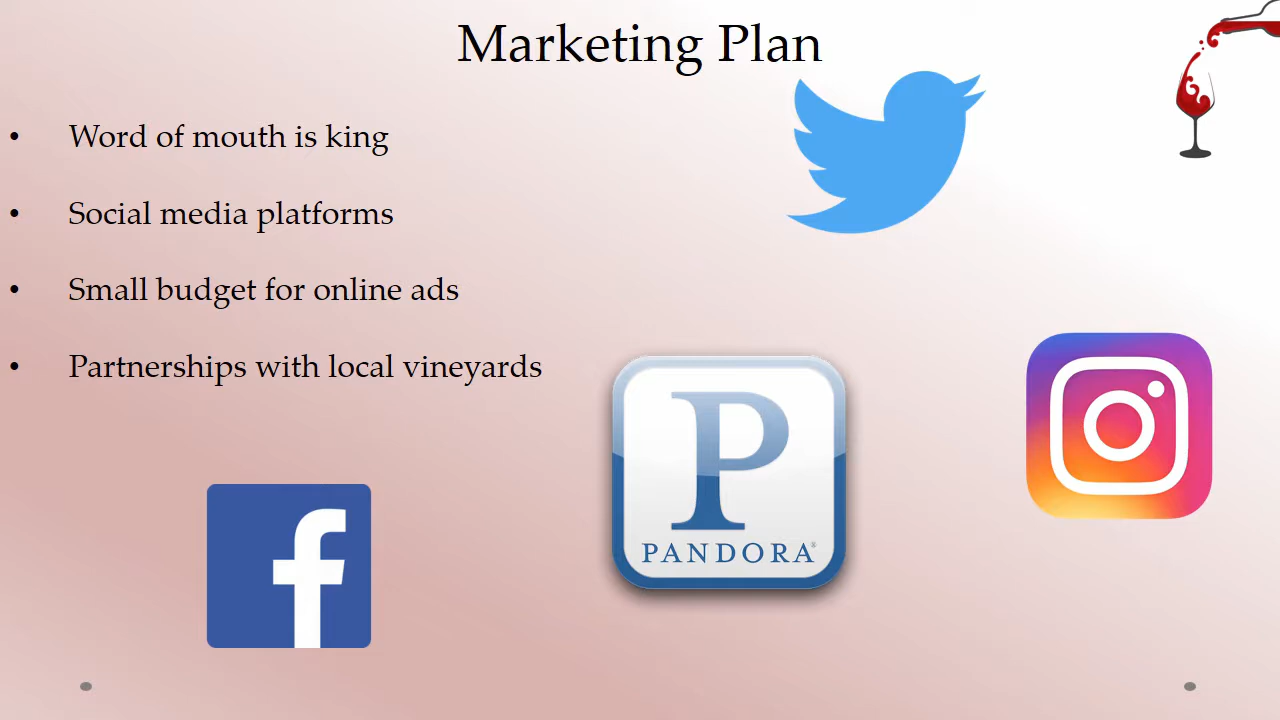 Marketing Plan
• Word of mouth is king
• Social media platforms
• Small budget for online ads
• Partnerships with local vineyards
f
P
PANDORA®